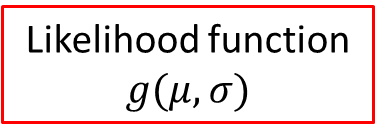 Likelihood function
𝑔(𝜇, 𝜎)